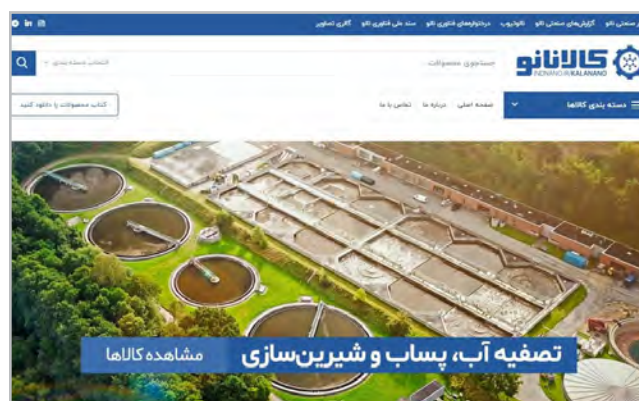 صنعتی نانو گزارش‌های صنعتی نانو نانوتیوب درختواره‌های فناوری نانو سند ملی فناوری نانو گالری تصاویر
کالانانو
INDNANO.IR/KALANANO
جستجوی محصولات... انتخاب دسته بندی
دسته بندی کالاها صفحه اصلی درباره ما تماس با ما کتاب محصولات را دانلود کنید
تصفیه آب، پساب و شیرین‌سازی مشاهده کالاها